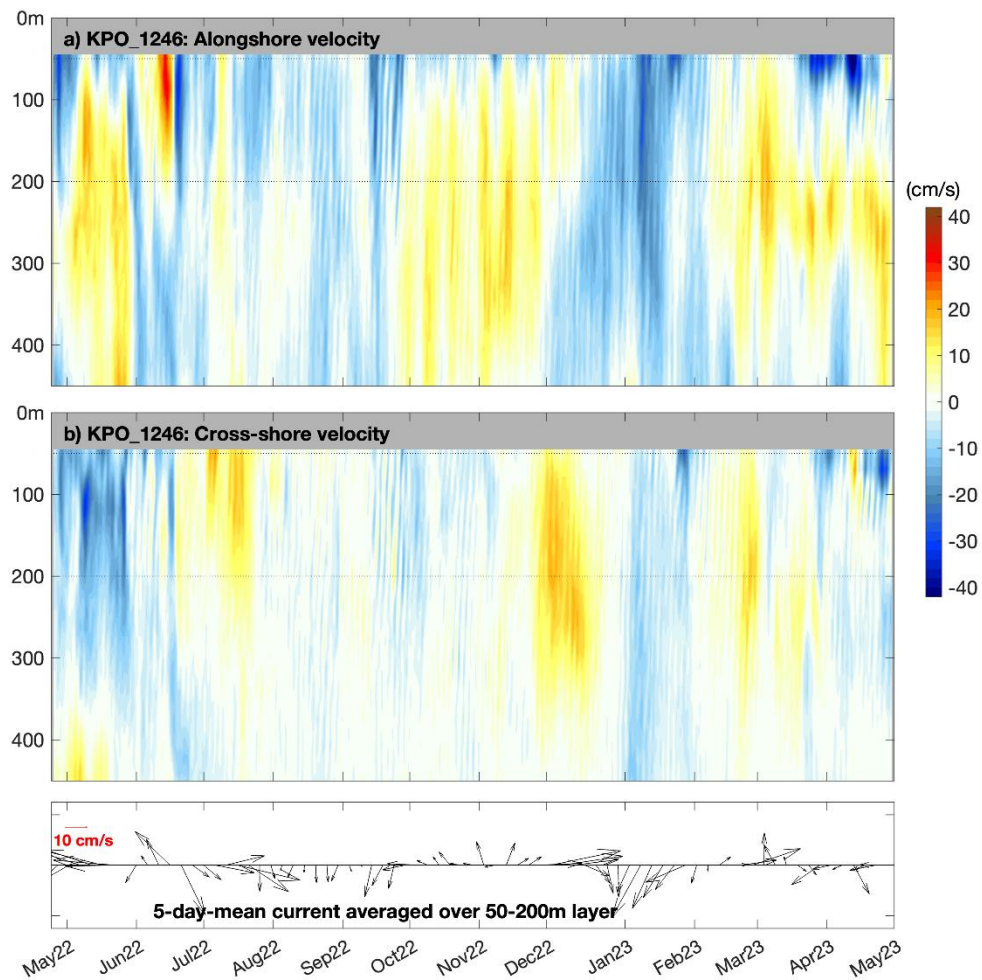 0m
a) KPO_1246: Alongshore velocity
100
200
300
400
(cm/s)
40
30
20
10
0
-10
-20
-30
-40
0m
b) KPO_1246: Cross-shore velocity
100
200
300
400
10 cm/s
5-day-mean current averaged over 50-200m layer
May22
Jun22
Jul22
Aug22
Sep22
Oct22
Nov22
Dec22
Jan23
Feb23
Mar23
Apr23
May23